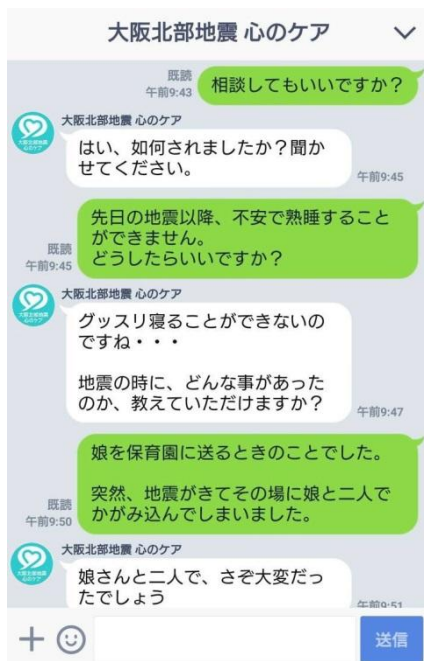 大阪北部地震 心のケア
既読
午前9:43
相談してもいいですか？
大阪北部地震 心のケア
はい、如何されましたか？聞か
せてください。
午前9:45
先日の地震以降、不安で熟睡すること
ができません。
どうしたらいいですか？
既読
午前9:45
大阪北部地震 心のケア
グッスリ寝ることができないの
ですね・・・
地震の時に、どんな事があった
のか、教えていただけますか？
午前9:47
娘を保育園に送るときのことでした。
突然、地震がきてその場に娘と二人で
かがみ込んでしまいました。
既読
午前9:50
大阪北部地震 心のケア
娘さんと二人で、さぞ大変だっ
たでしょう
午前9:51
送信